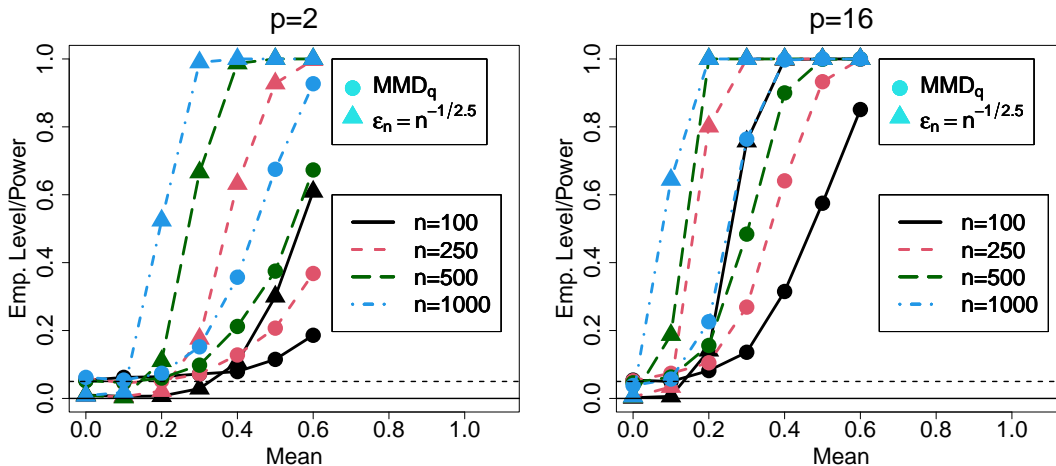 p=2
Emp. Level/Power
1.0
0.8
0.6
0.4
0.2
0.0
MMDq
εn = n−1/2.5
n=100
n=250
n=500
n=1000
0.0 0.2 0.4 0.6 0.8 1.0
Mean
p=16
Emp. Level/Power
1.0
0.8
0.6
0.4
0.2
0.0
MMDq
εn = n−1/2.5
n=100
n=250
n=500
n=1000
0.0 0.2 0.4 0.6 0.8 1.0
Mean